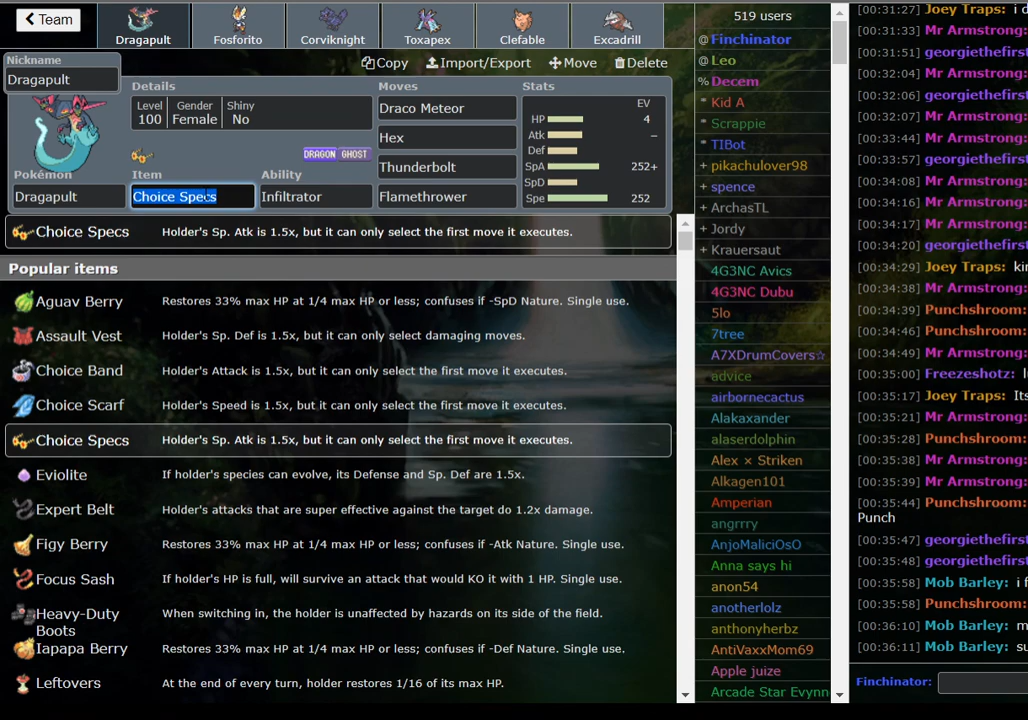 Team
Dragapult
Fosforito
Corviknight
Toxapex
Clefable
Excadrill
Copy Import/Export Move Delete
Nickname
Dragapult
Details
Level Gender Shiny
100 Female No
DRAGON GHOST
Pokémon
Dragapult
Item
Choice Specs
Ability
Infiltrator
Moves
Draco Meteor
Hex
Thunderbolt
Flamethrower
Stats
EV
HP 4
Atk –
Def
SpA 252+
SpD
Spe 252
Choice Specs Holder's Sp. Atk is 1.5x, but it can only select the first move it executes.
Popular items
Aguav Berry Restores 33% max HP at 1/4 max HP or less; confuses if -SpD Nature. Single use.
Assault Vest Holder's Sp. Def is 1.5x, but it can only select damaging moves.
Choice Band Holder's Attack is 1.5x, but it can only select the first move it executes.
Choice Scarf Holder's Speed is 1.5x, but it can only select the first move it executes.
Choice Specs Holder's Sp. Atk is 1.5x, but it can only select the first move it executes.
Eviolite If holder's species can evolve, its Defense and Sp. Def are 1.5x.
Expert Belt Holder's attacks that are super effective against the target do 1.2x damage.
Figy Berry Restores 33% max HP at 1/4 max HP or less; confuses if -Atk Nature. Single use.
Focus Sash If holder's HP is full, will survive an attack that would KO it with 1 HP. Single use.
Heavy-Duty Boots When switching in, the holder is unaffected by hazards on its side of the field.
Iapapa Berry Restores 33% max HP at 1/4 max HP or less; confuses if -Def Nature. Single use.
Leftovers At the end of every turn, holder restores 1/16 of its max HP.
519 users
@ Finchinator
@ Leo
% Decem
* Kid A
* Scrappie
* TIBot
+ pikachulover98
+ spence
+ ArchasTL
+ Jordy
+ Krauersaut
4G3NC Avics
4G3NC Dubu
5lo
7tree
A7XDrumCovers☆
advice
airbornecactus
Alakaxander
alaserdolphin
Alex × Striken
Alkagen101
Amperian
angrrry
AnjoMaliciOsO
Anna says hi
anon54
anotherlolz
anthonyherbz
AntiVaxxMom69
Apple juize
Arcade Star Evynn
[00:31:27] Joey Traps: i d
[00:31:33] Mr Armstrong:
[00:31:51] georgiethefirst
[00:32:04] Mr Armstrong:
[00:32:06] georgiethefirst
[00:32:07] Mr Armstrong:
[00:33:44] Mr Armstrong:
[00:33:57] georgiethefirst
[00:34:08] Mr Armstrong:
[00:34:16] Mr Armstrong:
[00:34:17] Mr Armstrong:
[00:34:20] georgiethefirst
[00:34:29] Joey Traps: kin
[00:34:38] Mr Armstrong:
[00:34:39] Punchshroom:
[00:34:46] Punchshroom:
[00:34:49] Mr Armstrong:
[00:35:00] Freezeshotz: l
[00:35:17] Joey Traps: Its
[00:35:21] Mr Armstrong:
[00:35:28] Punchshroom:
[00:35:38] Mr Armstrong:
[00:35:39] Mr Armstrong:
[00:35:44] Punchshroom:
Punch
[00:35:47] georgiethefirst
[00:35:48] georgiethefirst
[00:35:58] Mob Barley: i f
[00:35:58] Punchshroom:
[00:36:10] Mob Barley: m
[00:36:11] Mob Barley: su
Finchinator: